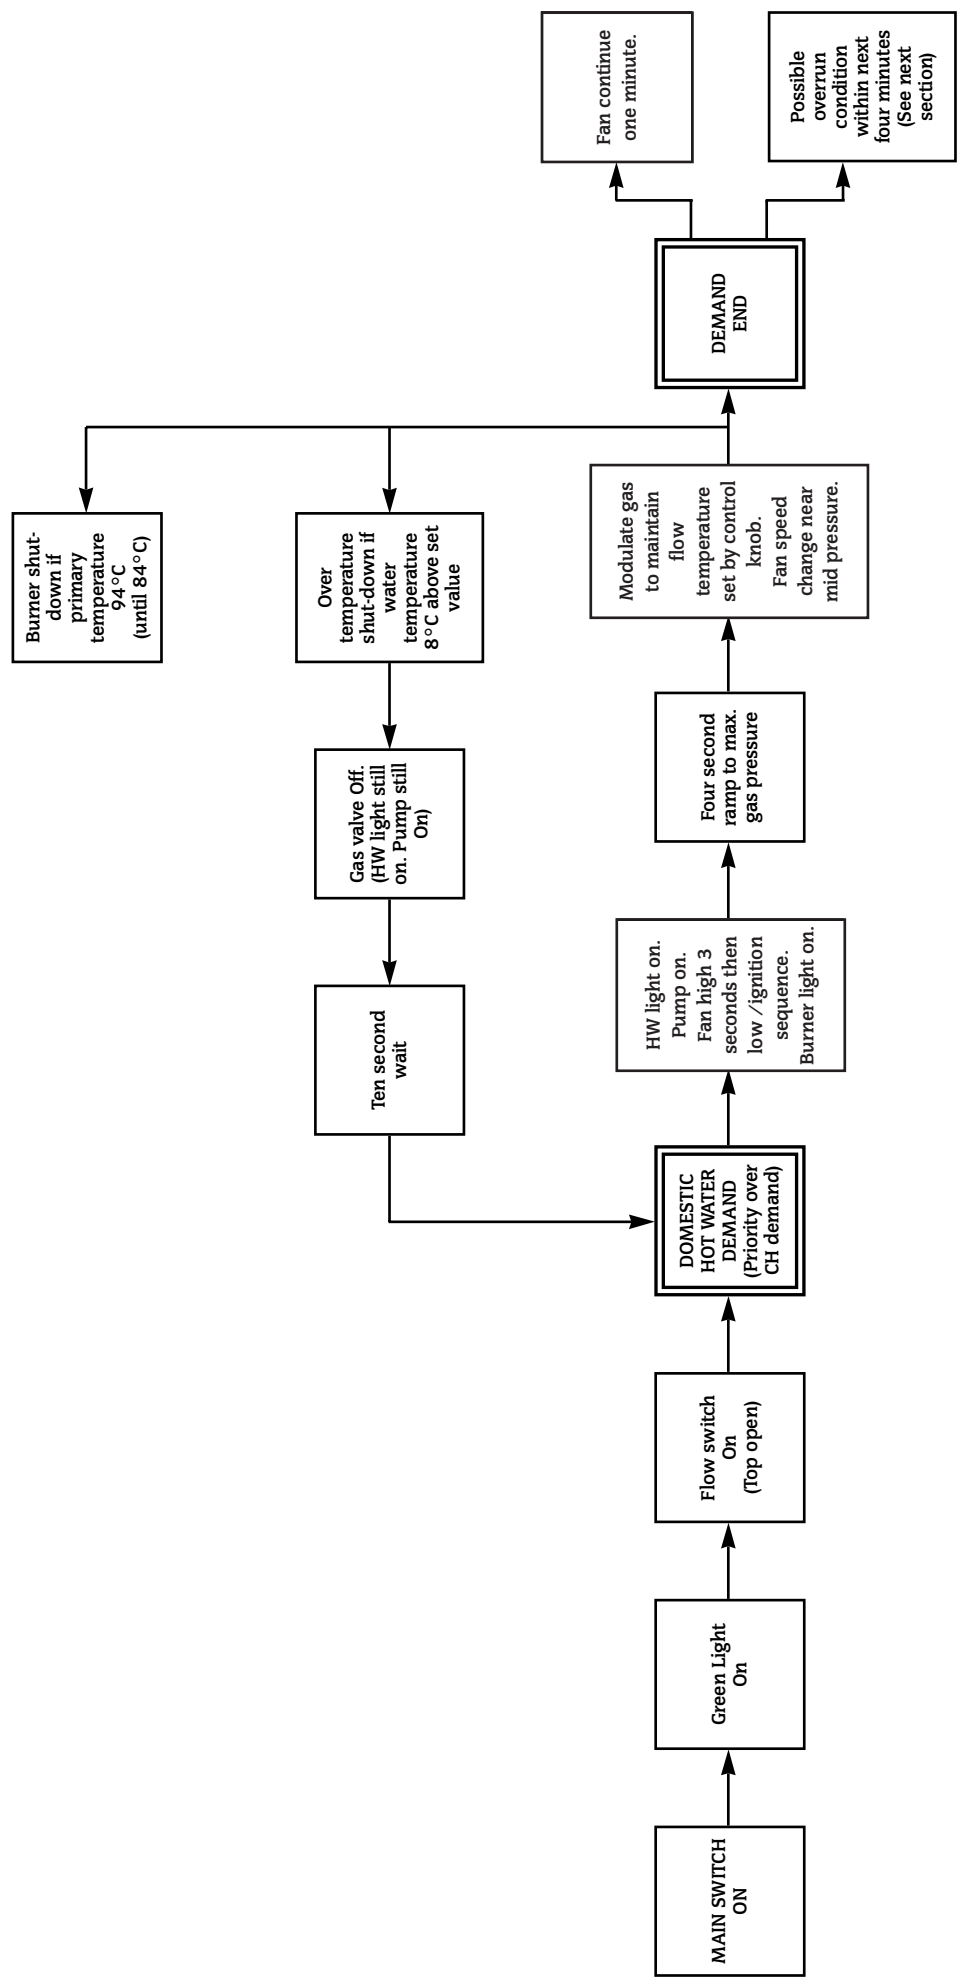 MAIN SWITCH
ON
Green Light
On
Flow switch
On
(Top open)
DOMESTIC
HOT WATER
DEMAND
(Priority over
CH demand)
HW light on.
Pump on.
Fan high 3
seconds then
low /ignition
sequence.
Burner light on.
Four second
ramp to max.
gas pressure
Modulate gas
to maintain
flow
temperature
set by control
knob.
Fan speed
change near
mid pressure.
Burner shut-
down if
primary
temperature
94°C
(until 84°C)
Over
temperature
shut-down if
water
temperature
8°C above set
value
Gas valve Off.
(HW light still
on. Pump still
On)
Ten second
wait
DEMAND
END
Fan continue
one minute.
Possible
overrun
condition
within next
four minutes
(See next
section)